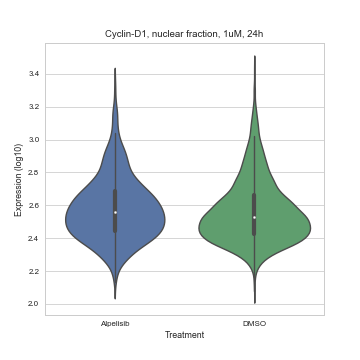 Cyclin-D1, nuclear fraction, 1uM, 24h
Expression (log10)
3.4
3.2
3.0
2.8
2.6
2.4
2.2
2.0
Alpelisib
DMSO
Treatment